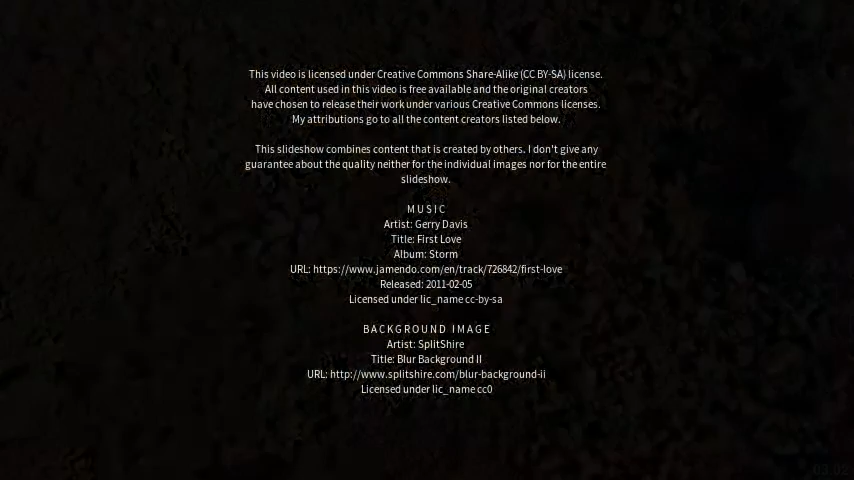 This video is licensed under Creative Commons Share-Alike (CC BY-SA) license.
All content used in this video is free available and the original creators
have chosen to release their work under various Creative Commons licenses.
My attributions go to all the content creators listed below.
This slideshow combines content that is created by others. I don't give any
guarantee about the quality neither for the individual images nor for the entire
slideshow.
MUSIC
Artist: Gerry Davis
Title: First Love
Album: Storm
URL: https://www.jamendo.com/en/track/726842/first-love
Released: 2011-02-05
Licensed under lic_name cc-by-sa
BACKGROUND IMAGE
Artist: SplitShire
Title: Blur Background II
URL: http://www.splitshire.com/blur-background-ii
Licensed under lic_name cc0
03:02